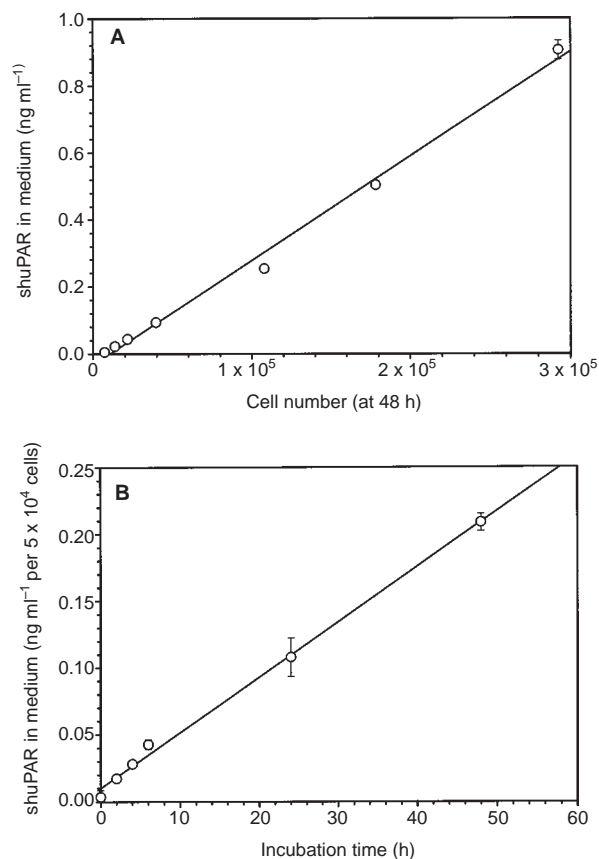 A
shuPAR in medium (ng ml⁻¹)
1.0
0.8
0.6
0.4
0.2
0.0
0
1 x 10⁵
2 x 10⁵
3 x 10⁵
Cell number (at 48 h)
B
shuPAR in medium (ng ml⁻¹ per 5 x 10⁴ cells)
0.25
0.20
0.15
0.10
0.05
0.00
0
10
20
30
40
50
60
Incubation time (h)